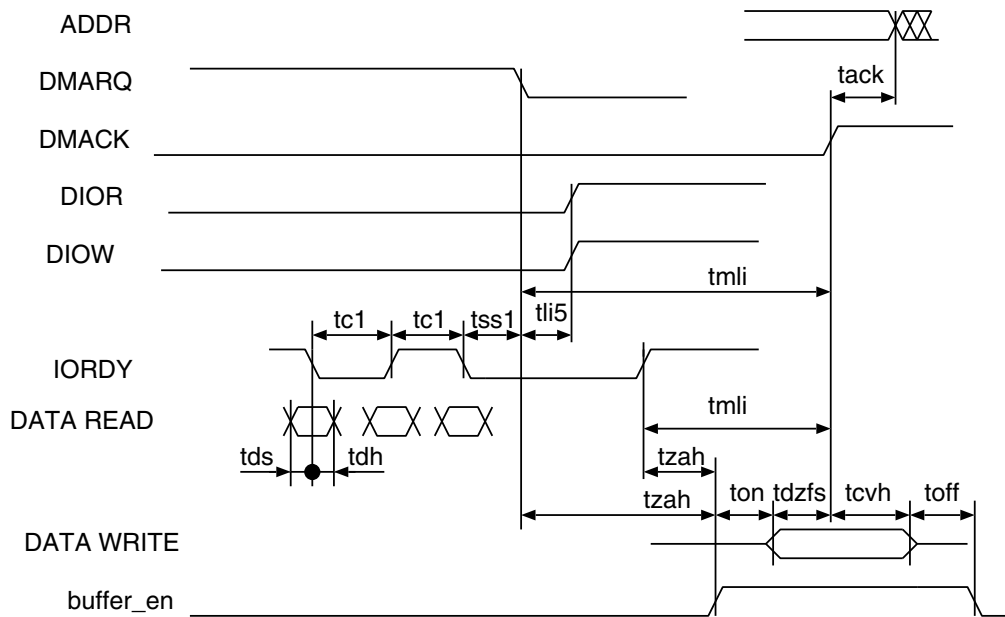 ADDR
DMARQ
tack
DMACK
DIOR
DIOW
tmli
tc1 tc1 tss1 tli5
IORDY
DATA READ
tmli
tds tdh
tzah
tzah ton tdzfs tcvh toff
DATA WRITE
buffer_en